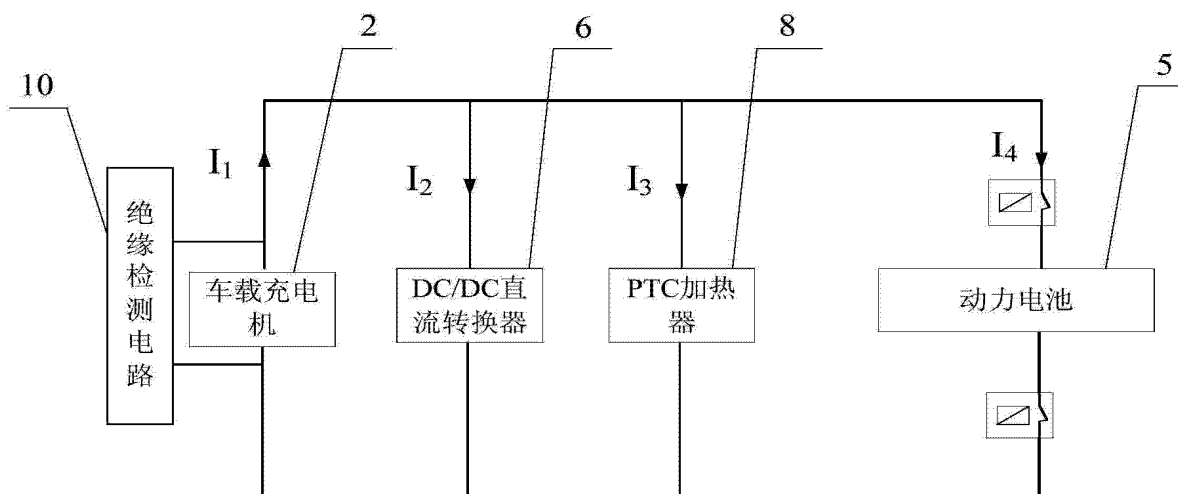 2
6
8
5
10
I₁
I₂
I₃
I₄
绝缘检测电路
车载充电
机
DC/DC直
流转换器
PTC加热
器
动力电池